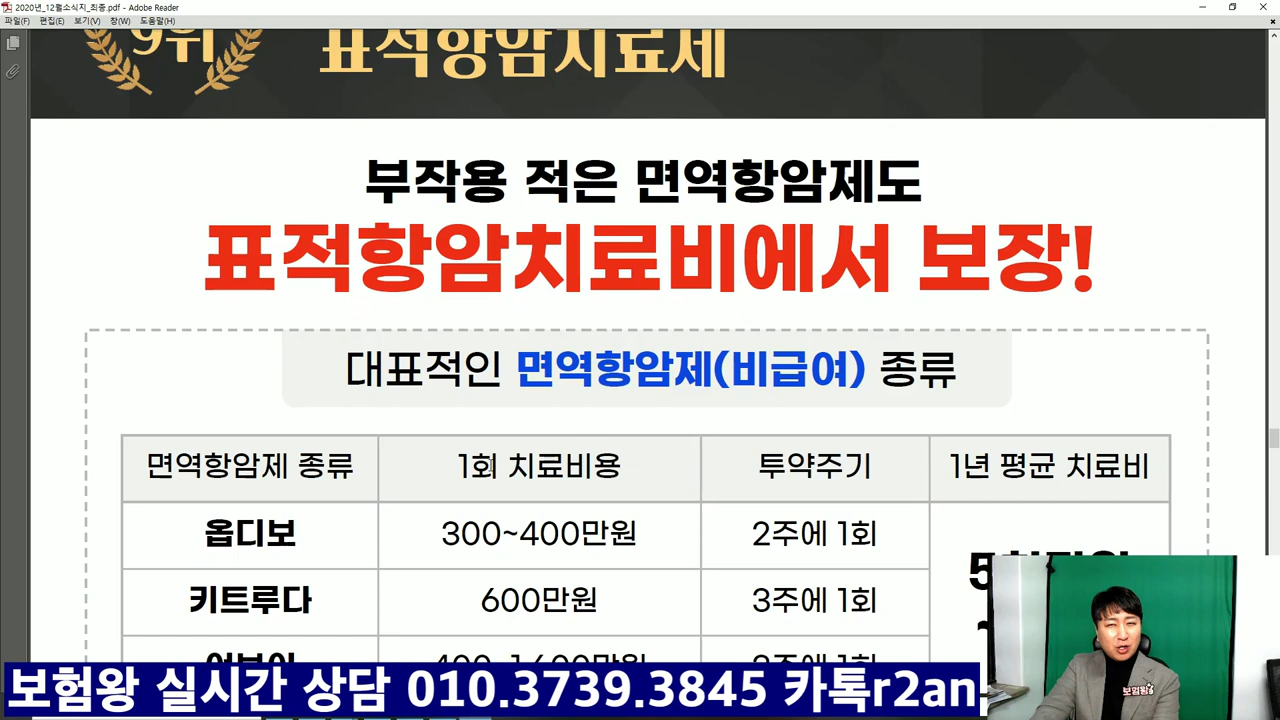 2020년_12월소식지_최종.pdf - Adobe Reader
파일(F) 편집(E) 보기(V) 창(W) 도움말(H)
9위
표적항암치료제
부작용 적은 면역항암제도
표적항암치료비에서 보장!
대표적인 면역항암제(비급여) 종류
면역항암제 종류 1회 치료비용 투약주기 1년 평균 치료비
옵디보 300~400만원 2주에 1회
키트루다 600만원 3주에 1회
보험왕 실시간 상담 010.3739.3845 카톡r2an
보험왕